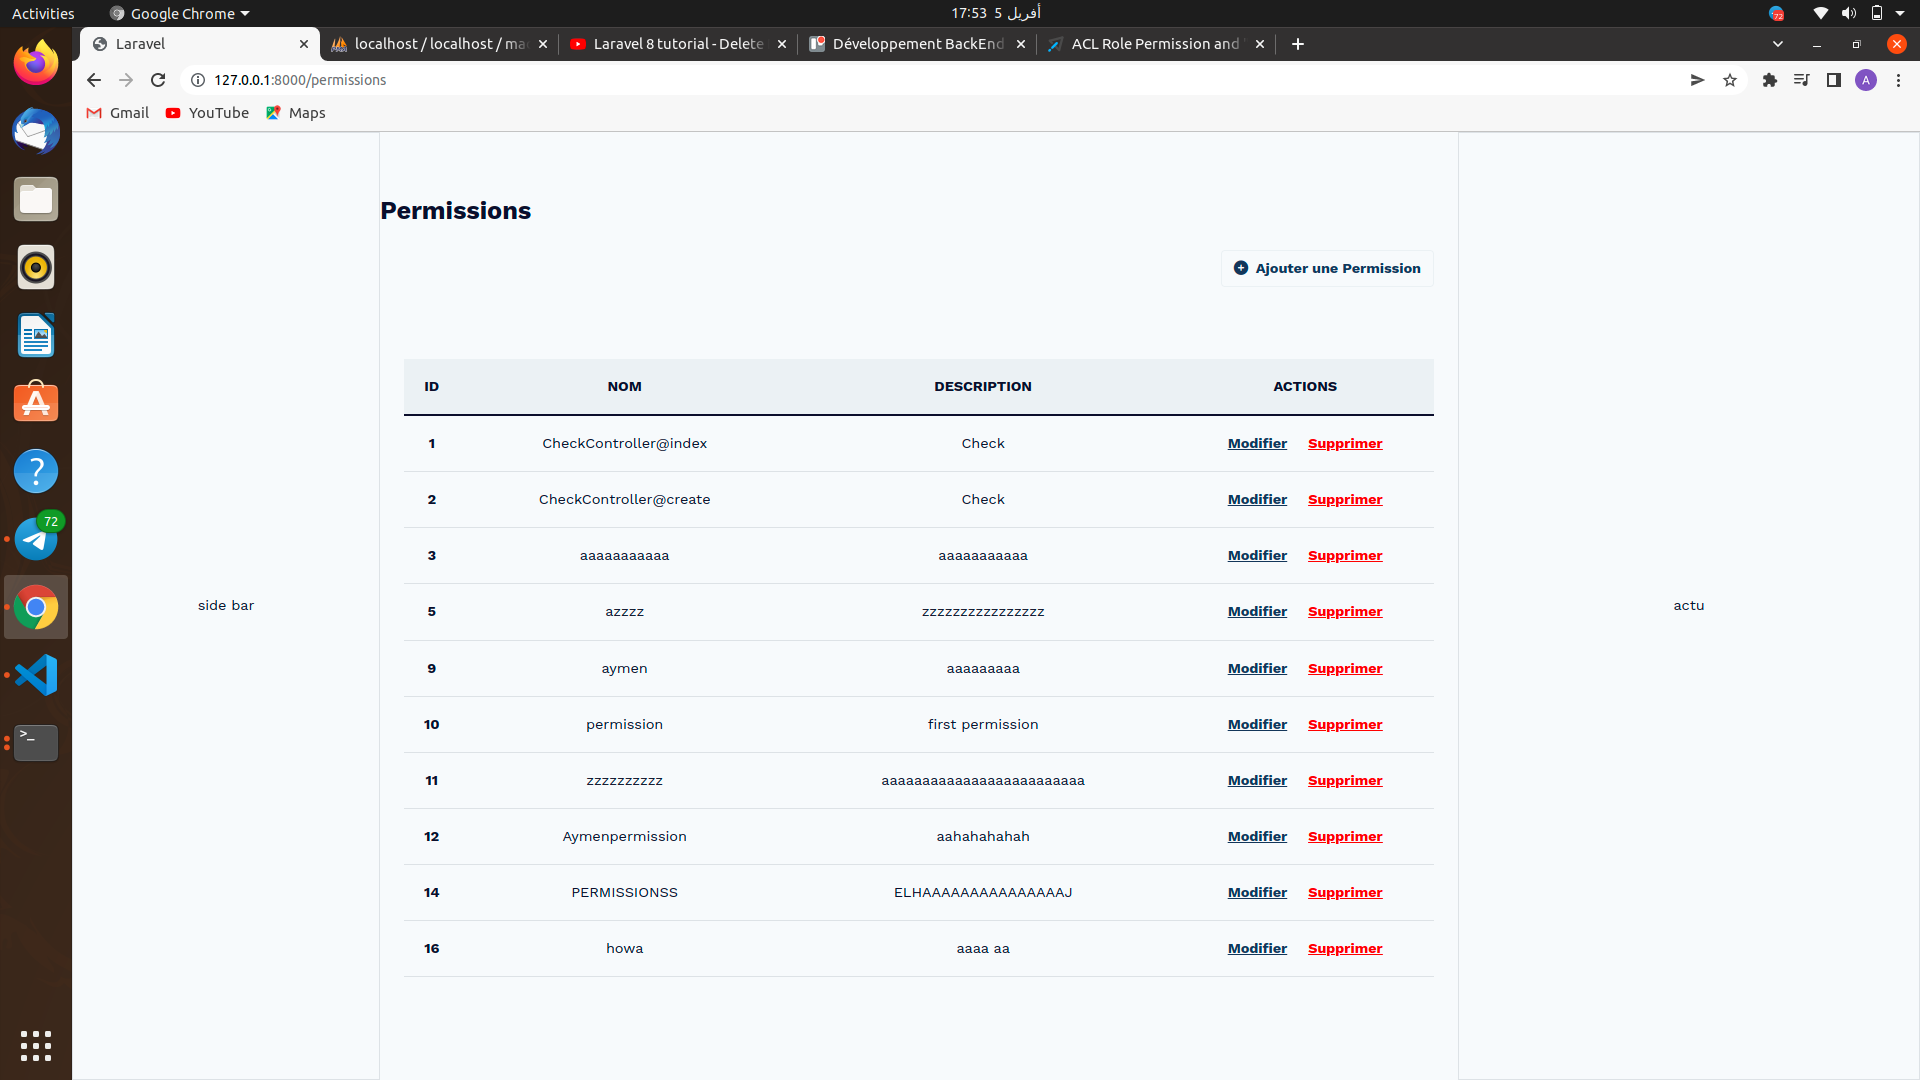 Activities
Google Chrome
17:53 5 أفريل
72
Laravel
localhost / localhost / ma
Laravel 8 tutorial - Delete
Développement BackEnd
ACL Role Permission and
127.0.0.1:8000/permissions
A
Gmail
YouTube
Maps
Permissions
Ajouter une Permission
ID NOM DESCRIPTION ACTIONS
1 CheckController@index Check Modifier Supprimer
2 CheckController@create Check Modifier Supprimer
3 aaaaaaaaaaa aaaaaaaaaaa Modifier Supprimer
5 azzzz zzzzzzzzzzzzzzzz Modifier Supprimer
9 aymen aaaaaaaaa Modifier Supprimer
10 permission first permission Modifier Supprimer
11 zzzzzzzzzz aaaaaaaaaaaaaaaaaaaaaaaaa Modifier Supprimer
12 Aymenpermission aahahahahah Modifier Supprimer
14 PERMISSIONSS ELHAAAAAAAAAAAAAAAJ Modifier Supprimer
16 howa aaaa aa Modifier Supprimer
side bar
actu
72